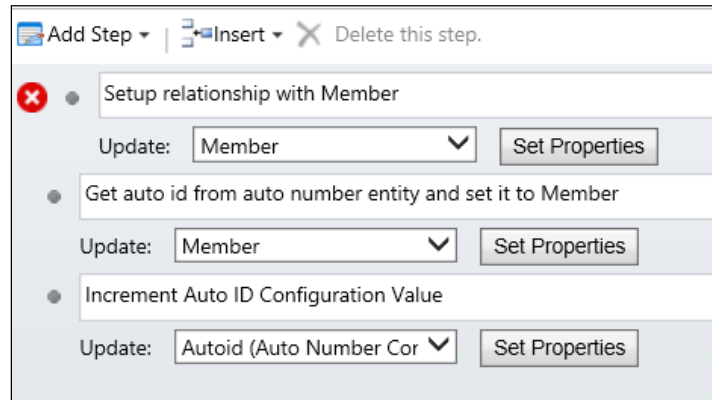 Add Step Insert Delete this step.
Setup relationship with Member
Update: Member Set Properties
Get auto id from auto number entity and set it to Member
Update: Member Set Properties
Increment Auto ID Configuration Value
Update: Autoid (Auto Number Cor Set Properties